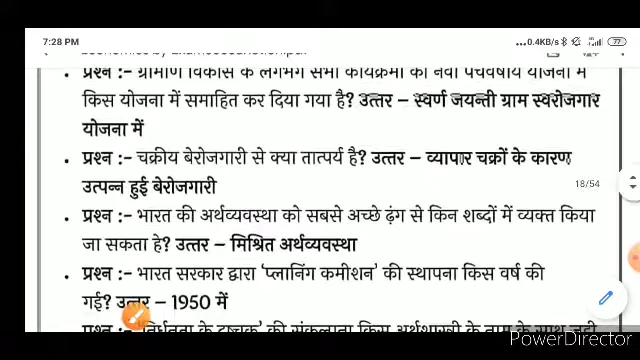 7:28 PM
...0.4KB/s 77
• प्रश्न :- ग्रामीण विकास के लगभग सभी कार्यक्रमों को नवीं पंचवर्षीय योजना में
किस योजना में समाहित कर दिया गया है? उत्तर – स्वर्ण जयन्ती ग्राम स्वरोजगार
योजना में
• प्रश्न :- चक्रीय बेरोजगारी से क्या तात्पर्य है? उत्तर – व्यापार चक्रों के कारण
उत्पन्न हुई बेरोजगारी
18/54
• प्रश्न :- भारत की अर्थव्यवस्था को सबसे अच्छे ढ़ंग से किन शब्दों में व्यक्त किया
जा सकता हे? उत्तर – मिश्रित अर्थव्यवस्था
• प्रश्न :- भारत सरकार द्वारा 'प्लानिंग कमीशन' की स्थापना किस वर्ष की
गई? उत्तर – 1950 में
PowerDirector